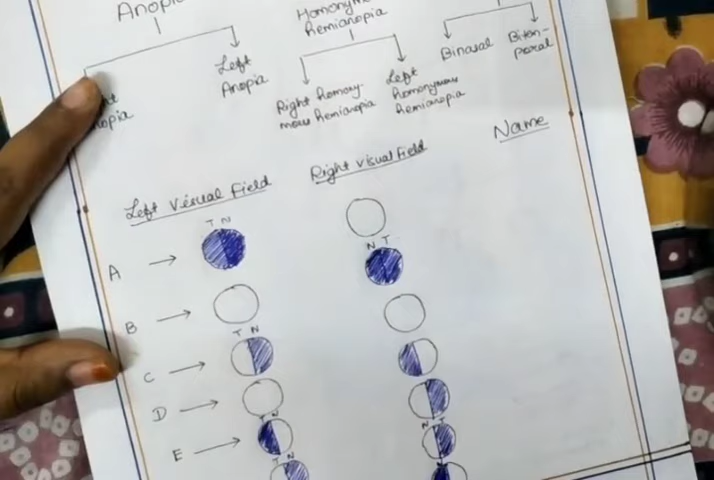 Anopi
Left
Anopia
Homonym
Hemianopia
Right homony-
mous hemianopia
Left
homonymous
hemianopia
Binasal
Bitem-
poral
Left Visual Field
Right Visual Field
Name
T N
A
N T
B
T N
C
D
T N
E
N T
T N